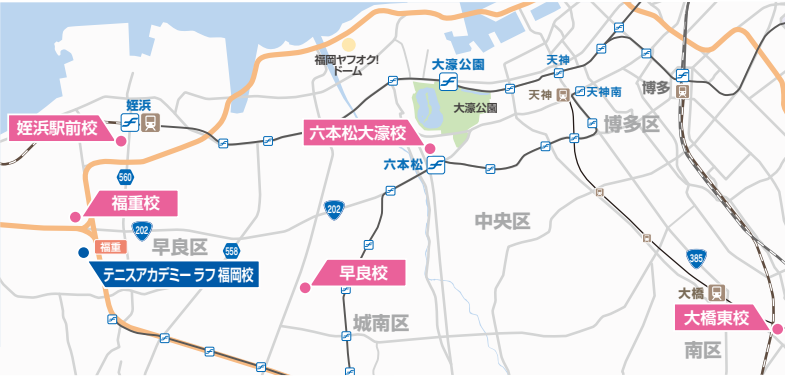 福岡ヤフオク!
ドーム
大濠公園
天神
博多
姪浜
大濠公園
天神
天神南
姪浜駅前校
六本松大濠校
博多区
六本松
560
福重校
202
202
中央区
早良区
558
福重
385
テニスアカデミー ラフ 福岡校
早良校
大橋
城南区
大橋東校
南区